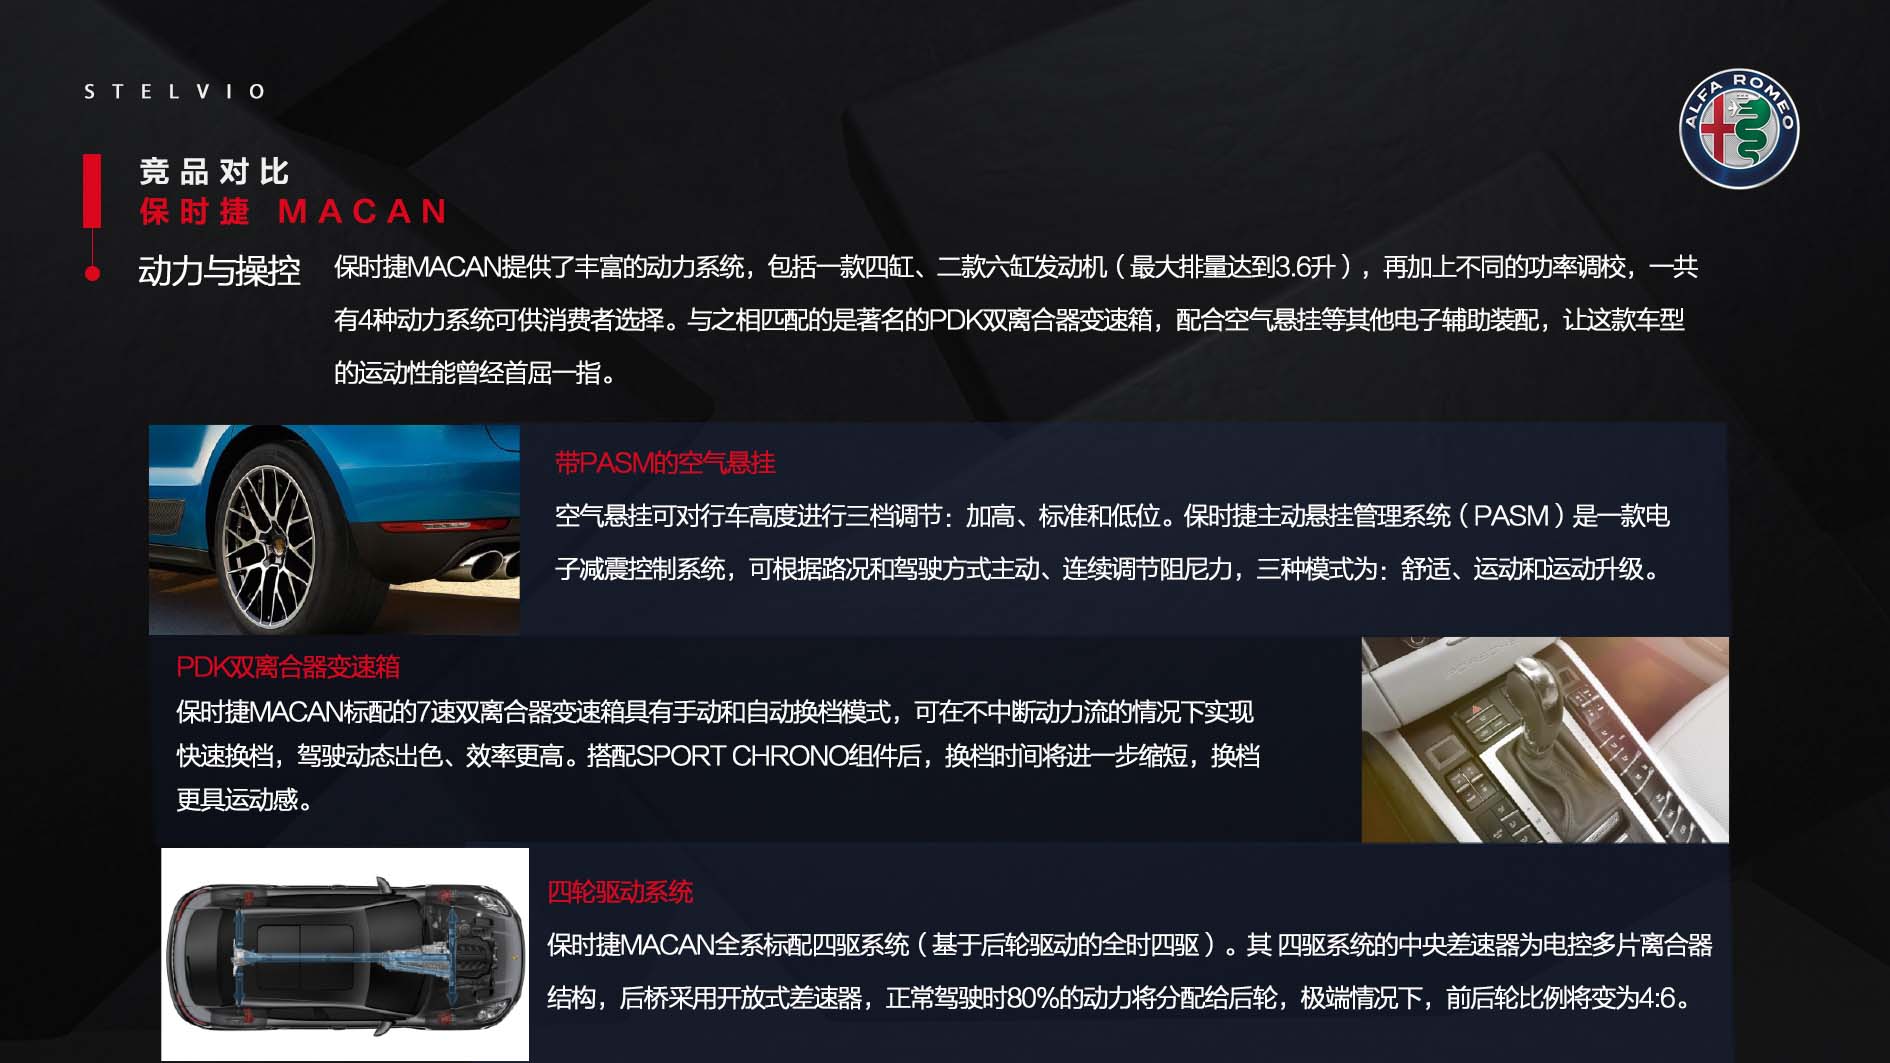 STELVIO
ALFA ROMEO
竞品对比
保时捷 MACAN
动力与操控
保时捷MACAN提供了丰富的动力系统，包括一款四缸、二款六缸发动机（最大排量达到3.6升），再加上不同的功率调校，一共
有4种动力系统可供消费者选择。与之相匹配的是著名的PDK双离合器变速箱，配合空气悬挂等其他电子辅助装配，让这款车型
的运动性能曾经首屈一指。
带PASM的空气悬挂
空气悬挂可对行车高度进行三档调节：加高、标准和低位。保时捷主动悬挂管理系统（PASM）是一款电
子减震控制系统，可根据路况和驾驶方式主动、连续调节阻尼力，三种模式为：舒适、运动和运动升级。
PDK双离合器变速箱
保时捷MACAN标配的7速双离合器变速箱具有手动和自动换档模式，可在不中断动力流的情况下实现
快速换档，驾驶动态出色、效率更高。搭配SPORT CHRONO组件后，换档时间将进一步缩短，换档
更具运动感。
四轮驱动系统
保时捷MACAN全系标配四驱系统（基于后轮驱动的全时四驱）。其 四驱系统的中央差速器为电控多片离合器
结构，后桥采用开放式差速器，正常驾驶时80%的动力将分配给后轮，极端情况下，前后轮比例将变为4:6。